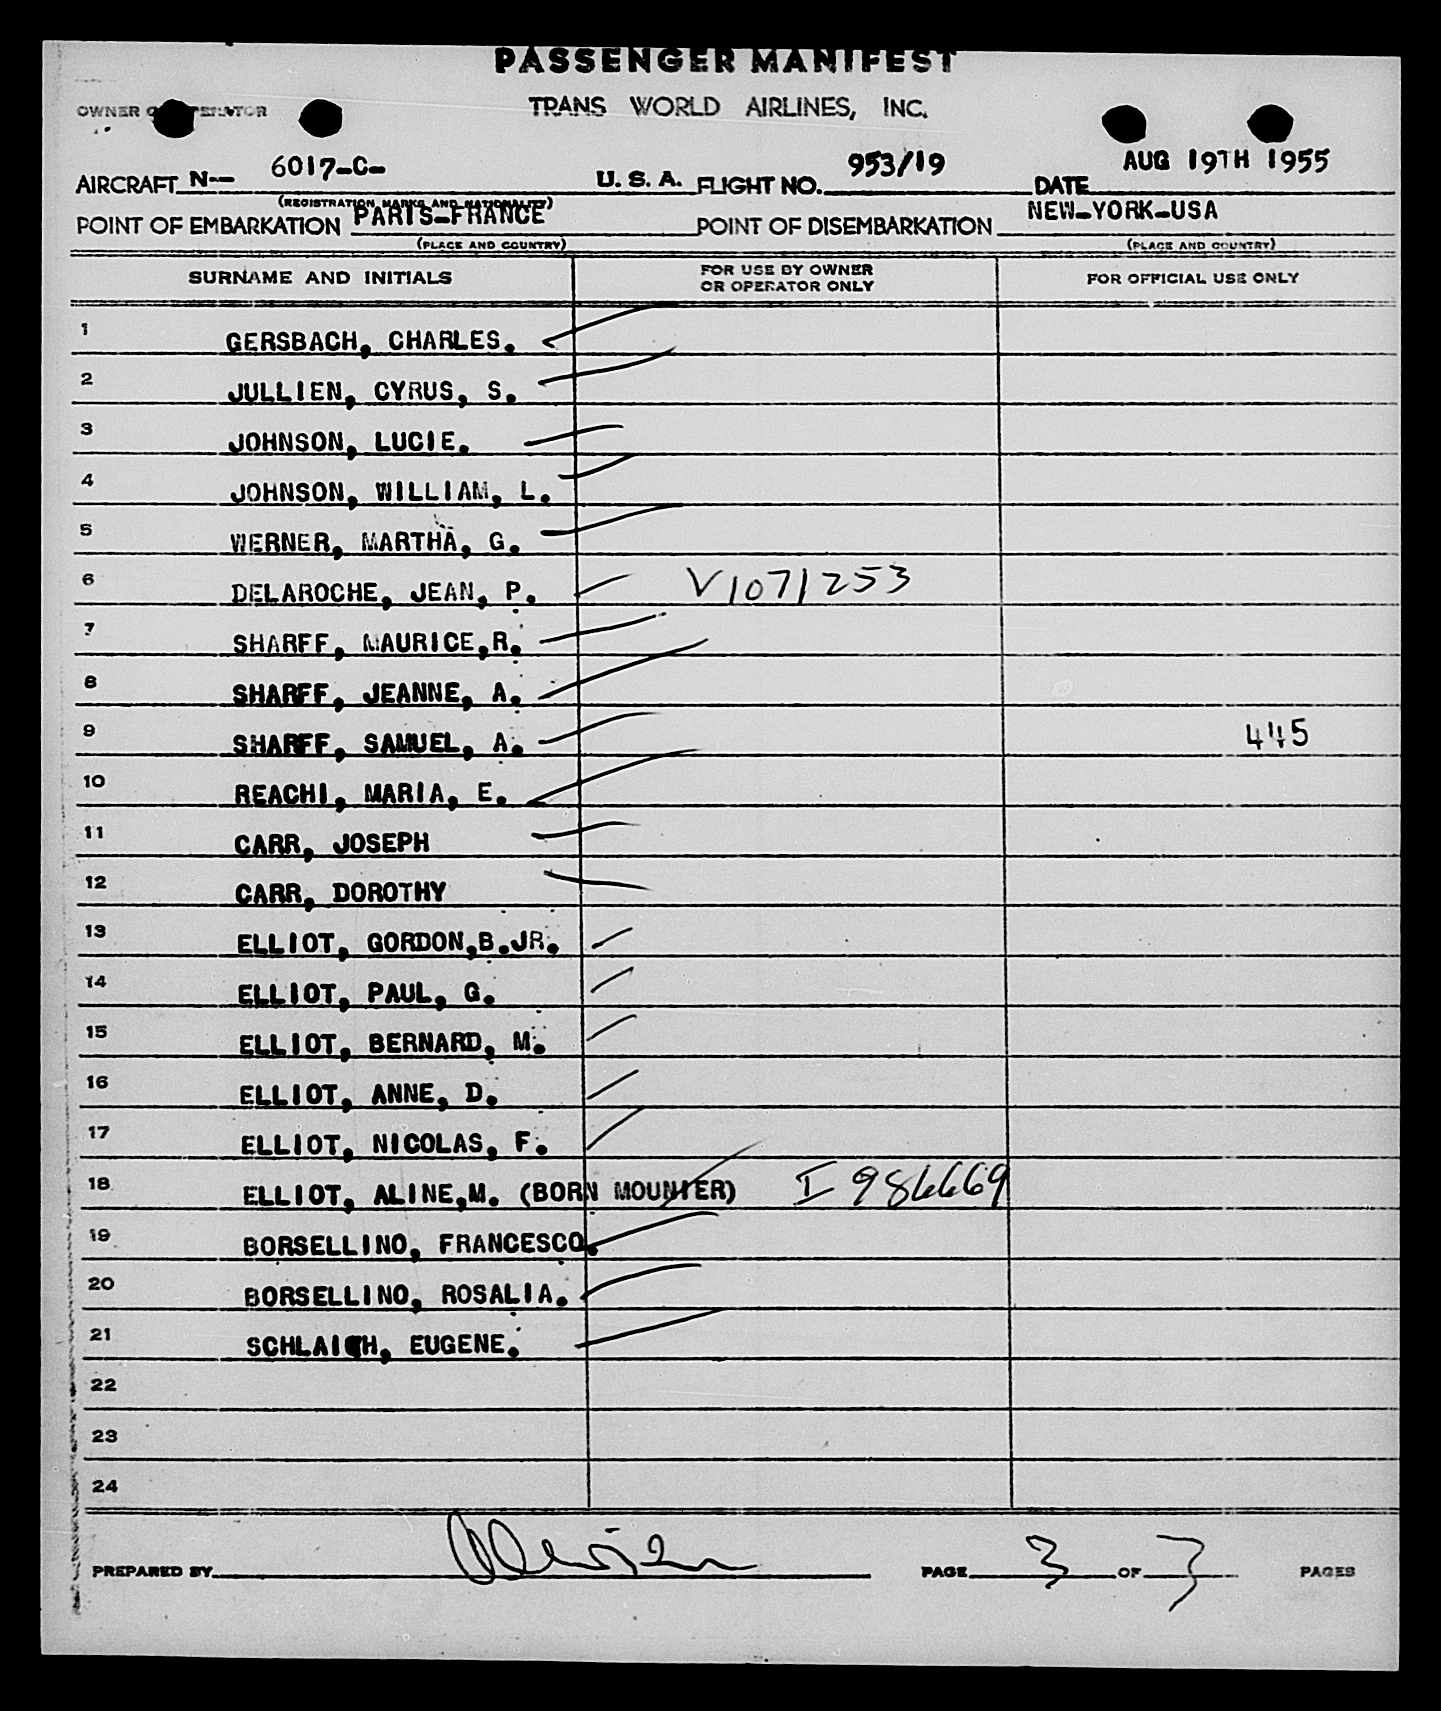 PASSENGER MANIFEST
OWNER OR OPERATOR TRANS WORLD AIRLINES, INC.
AIRCRAFT N-- 6017-C- U. S. A. FLIGHT NO. 953/19 DATE AUG 19TH 1955
(REGISTRATION MARKS AND NATIONALITY)
POINT OF EMBARKATION PARIS-FRANCE POINT OF DISEMBARKATION NEW-YORK-USA
(PLACE AND COUNTRY) (PLACE AND COUNTRY)
SURNAME AND INITIALS FOR USE BY OWNER OR OPERATOR ONLY FOR OFFICIAL USE ONLY
1 GERSBACH, CHARLES.
2 JULLIEN, CYRUS, S.
3 JOHNSON, LUCIE.
4 JOHNSON, WILLIAM, L.
5 WERNER, MARTHA, G.
6 DELAROCHE, JEAN, P. V1071253
7 SHARFF, MAURICE,R.
8 SHARFF, JEANNE, A.
9 SHARFF, SAMUEL, A. 445
10 REACHI, MARIA, E.
11 CARR, JOSEPH
12 CARR, DOROTHY
13 ELLIOT, GORDON,B.JR.
14 ELLIOT, PAUL, G.
15 ELLIOT, BERNARD, M.
16 ELLIOT, ANNE, D.
17 ELLIOT, NICOLAS, F.
18 ELLIOT, ALINE,M. (BORN MOUNIER) I 986669
19 BORSELLINO, FRANCESCO.
20 BORSELLINO, ROSALIA.
21 SCHLAICH, EUGENE.
22
23
24
PREPARED BY PAGE 3 OF 3 PAGES